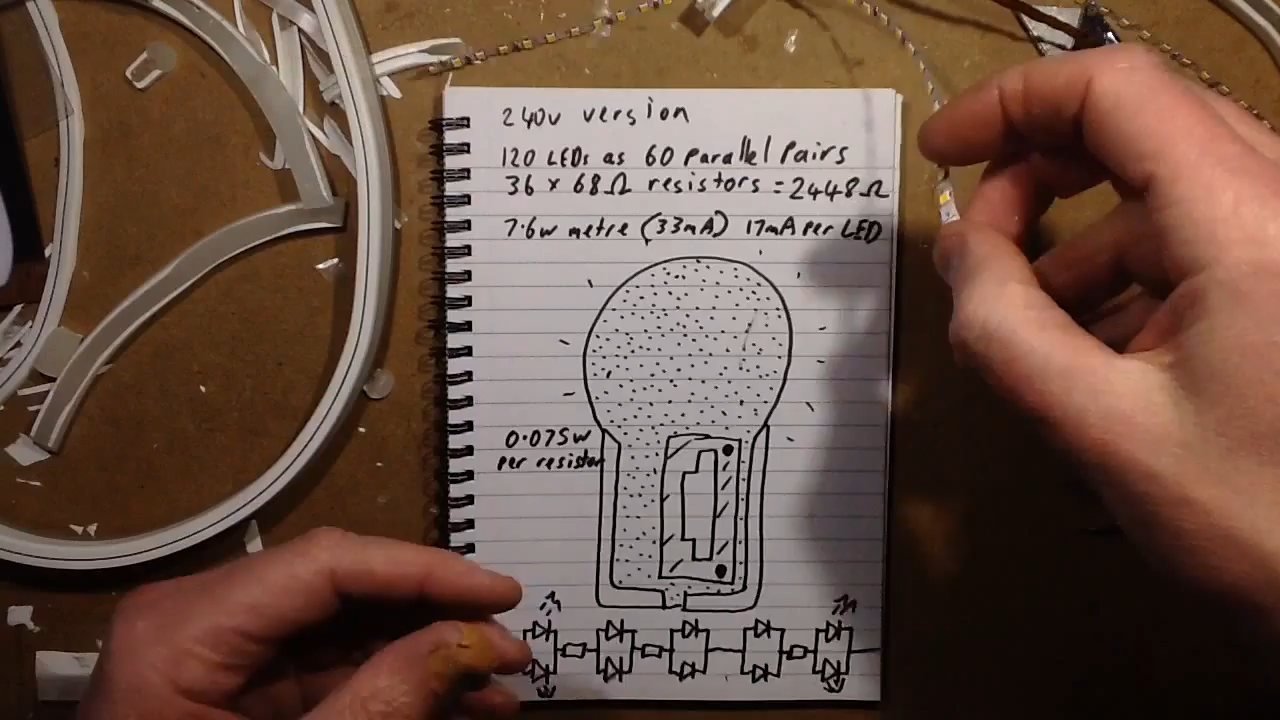 240v version
120 LEDs as 60 Parallel Pairs
36 x 68Ω resistors = 2448Ω
7.6w metre (33mA) 17mA per LED
0.075w
per resistor